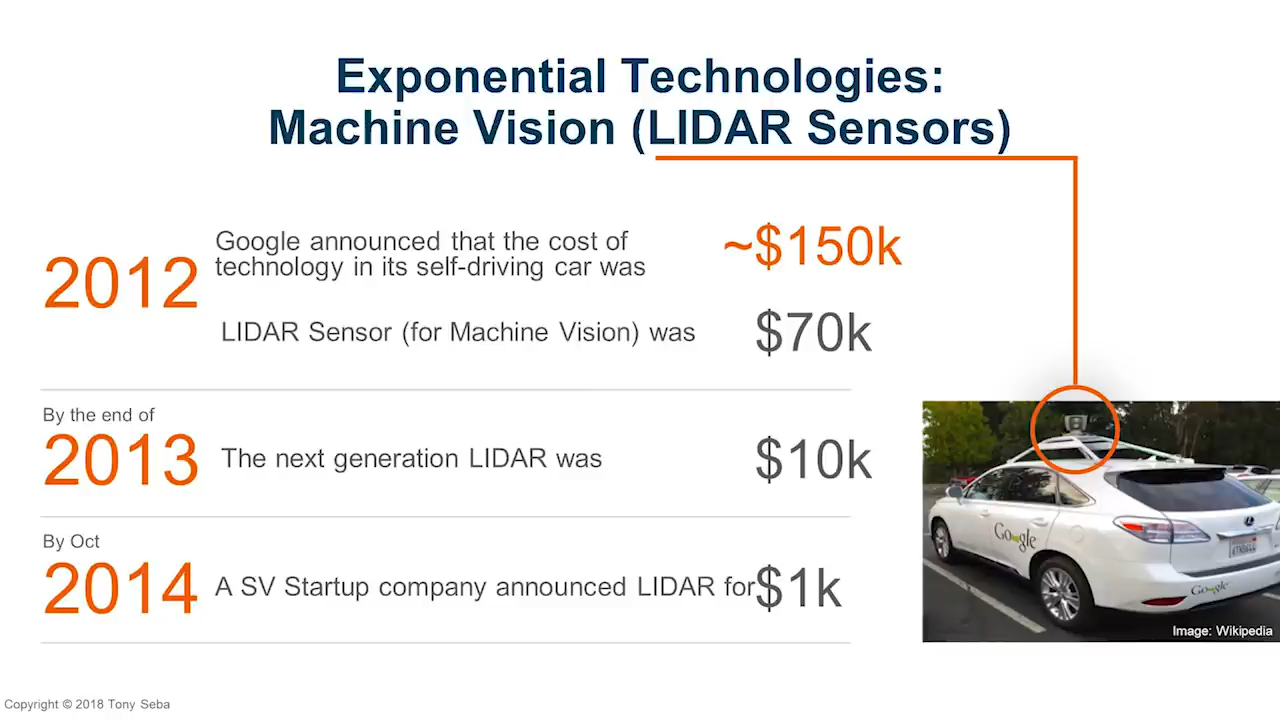 Exponential Technologies:
Machine Vision (LIDAR Sensors)
2012
Google announced that the cost of
technology in its self-driving car was
~$150k
LIDAR Sensor (for Machine Vision) was
$70k
By the end of
2013
The next generation LIDAR was
$10k
By Oct
2014
A SV Startup company announced LIDAR for
$1k
Google
Google
Image: Wikipedia
Copyright © 2018 Tony Seba